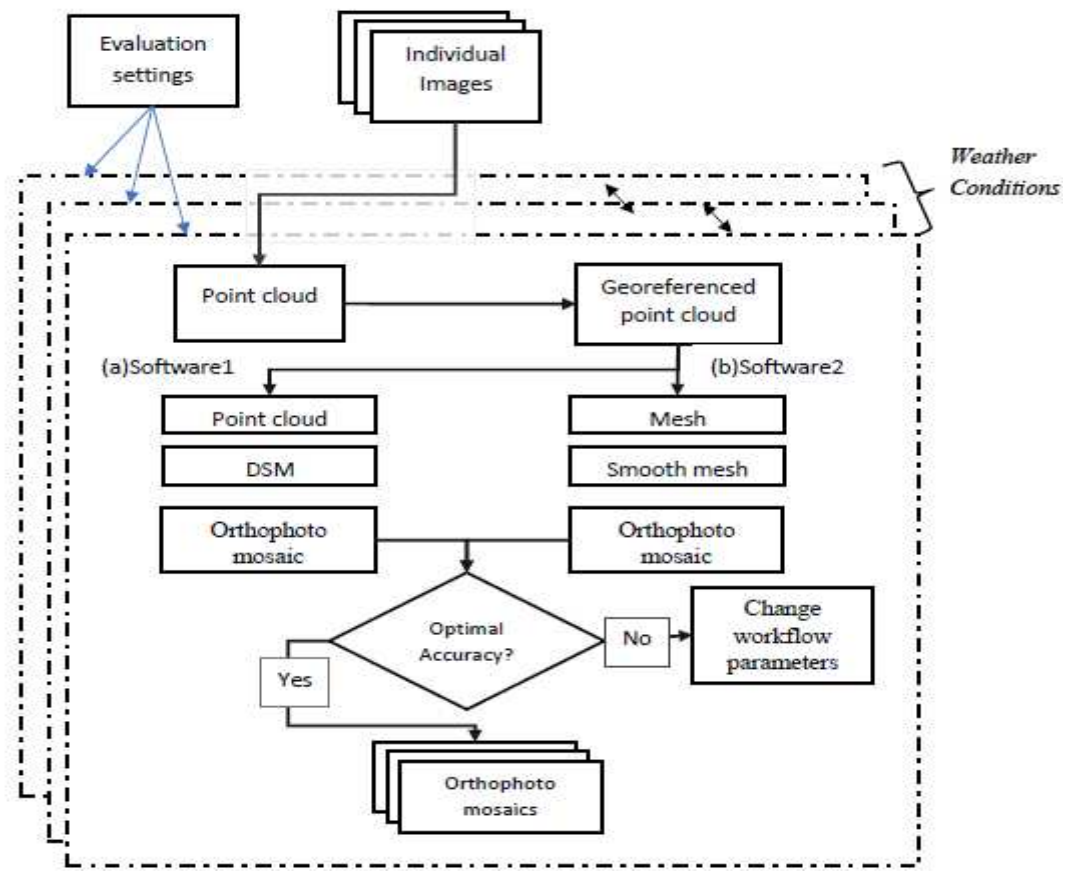 Evaluation
settings
Individual
Images
Weather
Conditions
Point cloud
Georeferenced
point cloud
(a)Software1
(b)Software2
Point cloud
Mesh
DSM
Smooth mesh
Orthophoto
mosaic
Orthophoto
mosaic
Optimal
Accuracy?
No
Change
workflow
parameters
Yes
Orthophoto
mosaics